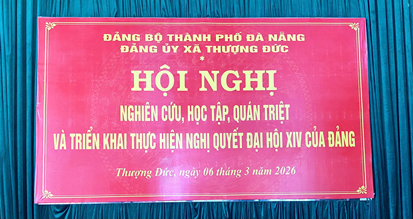 ĐẢNG BỘ THÀNH PHỐ ĐÀ NẴNG
ĐẢNG ỦY XÃ THƯỢNG ĐỨC
*
HỘI NGHỊ
NGHIÊN CỨU, HỌC TẬP, QUÁN TRIỆT
VÀ TRIỂN KHAI THỰC HIỆN NGHỊ QUYẾT ĐẠI HỘI XIV CỦA ĐẢNG
Thượng Đức, ngày 06 tháng 3 năm 2026